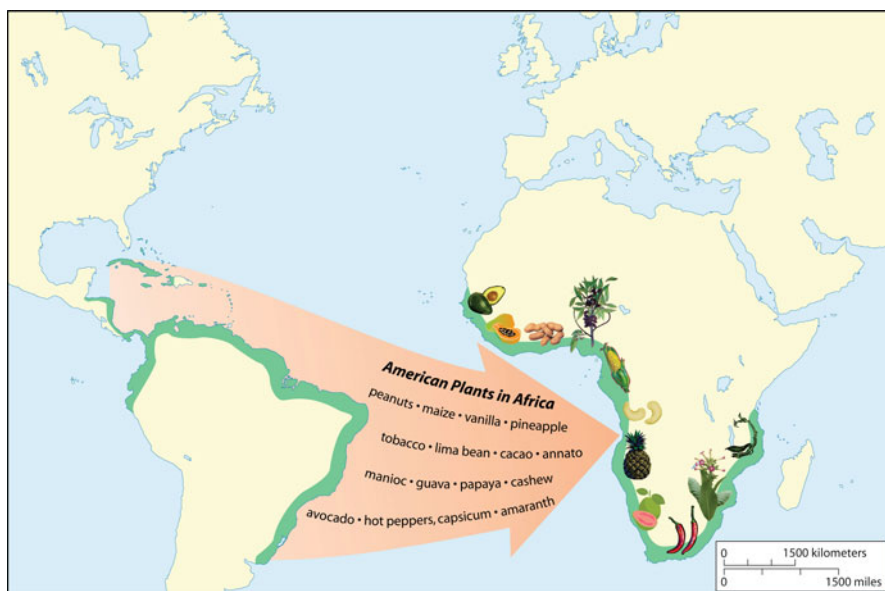 American Plants in Africa
peanuts • maize • vanilla • pineapple
tobacco • lima bean • cacao • annato
manioc • guava • papaya • cashew
avocado • hot peppers, capsicum • amaranth
0 1500 kilometers
0 1500 miles